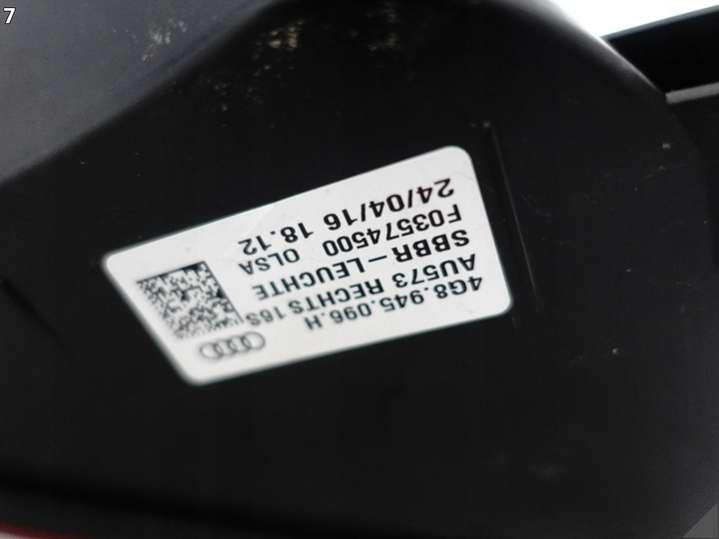 7
4G8.945.096.H
AU573 RECHTS 16S
SBBR-LEUCHTE
F03574500 OLSA
24/04/16 18.12